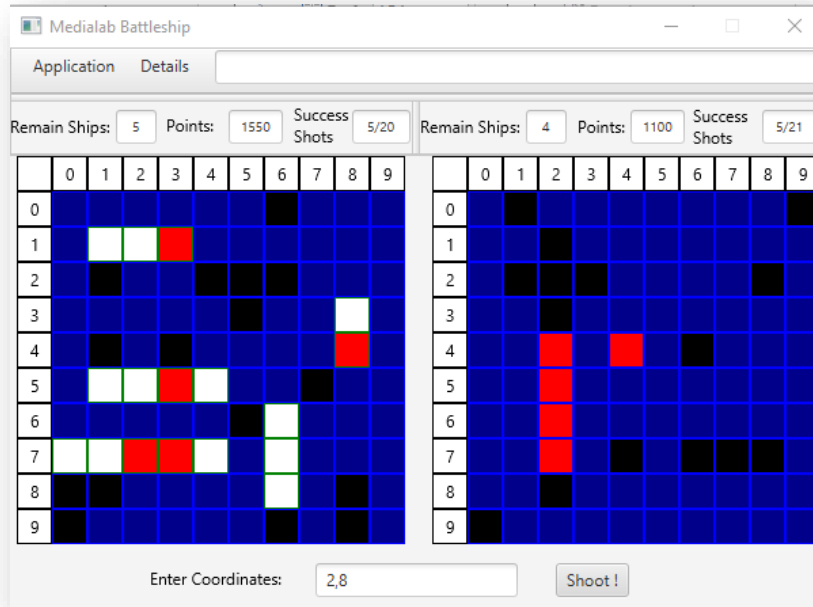 Medialab Battleship
Application Details
Remain Ships: 5 Points: 1550 Success Shots 5/20
Remain Ships: 4 Points: 1100 Success Shots 5/21
0 1 2 3 4 5 6 7 8 9
0 1 2 3 4 5 6 7 8 9
0 0
1 1
2 2
3 3
4 4
5 5
6 6
7 7
8 8
9 9
Enter Coordinates: 2,8 Shoot !